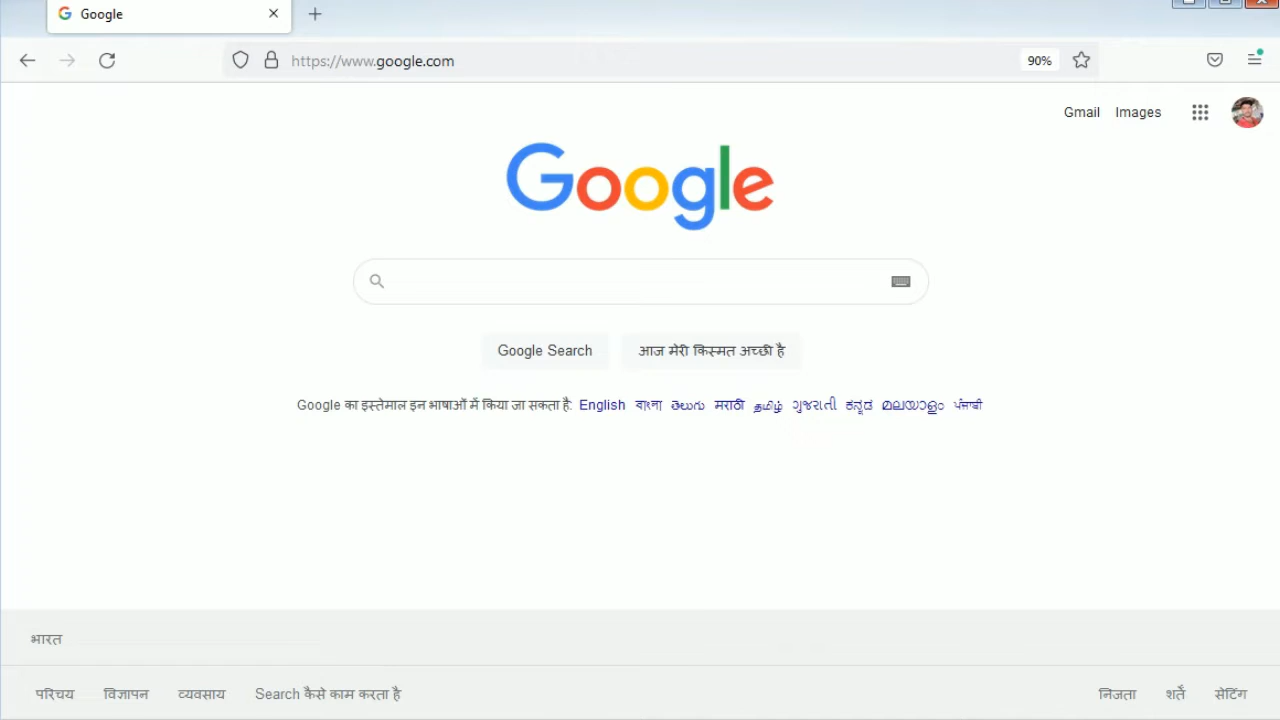 Google
https://www.google.com
90%
Gmail Images
Google
Google Search आज मेरी किस्मत अच्छी है
Google का इस्तेमाल इन भाषाओं में किया जा सकता है: English বাংলা తెలుగు मराठी தமிழ் ગુજરાતી ಕನ್ನಡ മലയാളം ਪੰਜਾਬੀ
भारत
परिचय विज्ञापन व्यवसाय Search कैसे काम करता है निजता शर्तें सेटिंग